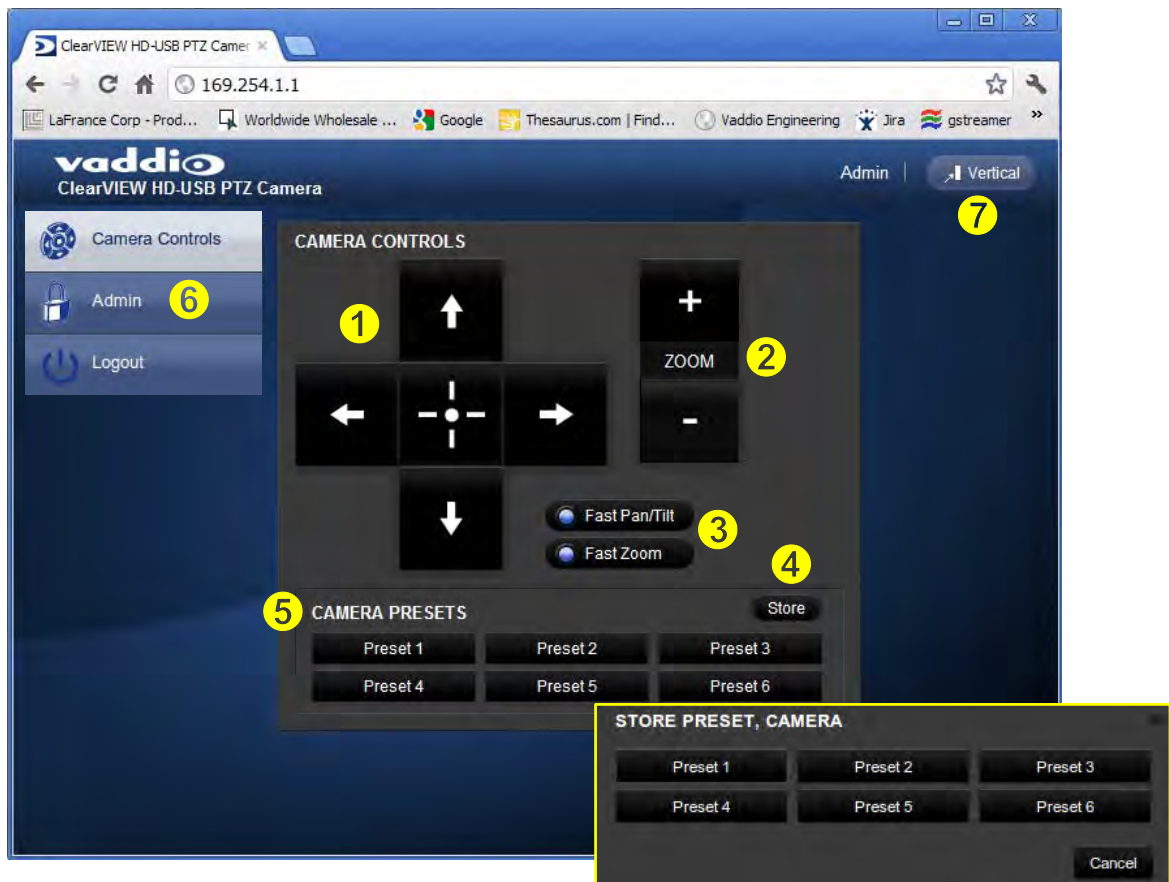 ClearVIEW HD-USB PTZ Camer
169.254.1.1
LaFrance Corp - Prod... Worldwide Wholesale ... Google Thesaurus.com | Find... Vaddio Engineering Jira gstreamer »
vaddio
ClearVIEW HD-USB PTZ Camera
Admin | Vertical
7
Camera Controls
Admin 6
Logout
CAMERA CONTROLS
1
+
ZOOM 2
-
Fast Pan/Tilt
3
Fast Zoom
4
5 CAMERA PRESETS Store
Preset 1 Preset 2 Preset 3
Preset 4 Preset 5 Preset 6
STORE PRESET, CAMERA
Preset 1 Preset 2 Preset 3
Preset 4 Preset 5 Preset 6
Cancel